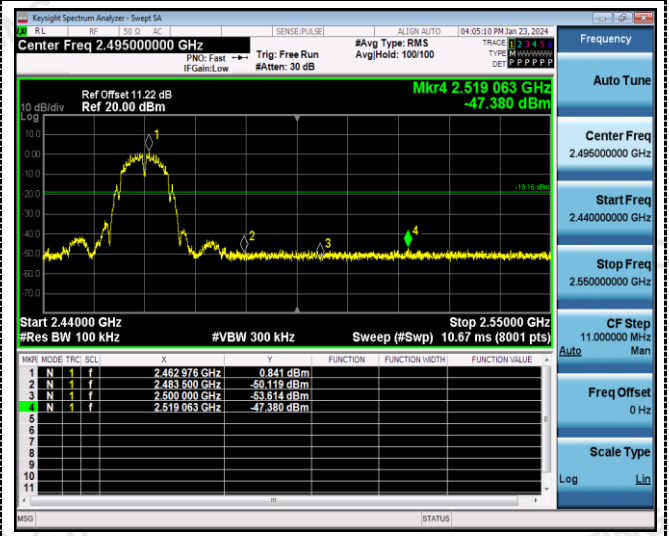 Keysight Spectrum Analyzer - Swept SA
RL RF 50 Ω AC SENSE:PULSE ALIGN AUTO 04:05:10 PM Jan 23, 2024
Center Freq 2.495000000 GHz
PNO: Fast
IFGain:Low
Trig: Free Run
#Atten: 30 dB
#Avg Type: RMS
Avg|Hold: 100/100
TRACE 1 2 3 4 5 6
TYPE M W W W W W
DET P P P P P P
Mkr4 2.519 063 GHz
-47.380 dBm
Ref Offset 11.22 dB
10 dB/div Ref 20.00 dBm
Log
10.0
1
0.00
-10.0
-19.16 dBm
-20.0
-30.0
-40.0
2
3
4
-50.0
-60.0
-70.0
Start 2.44000 GHz Stop 2.55000 GHz
#Res BW 100 kHz #VBW 300 kHz Sweep (#Swp) 10.67 ms (8001 pts)
MKR MODE TRC SCL X Y FUNCTION FUNCTION WIDTH FUNCTION VALUE
1 N 1 f 2.462 976 GHz 0.841 dBm
2 N 1 f 2.483 500 GHz -50.119 dBm
3 N 1 f 2.500 000 GHz -53.614 dBm
4 N 1 f 2.519 063 GHz -47.380 dBm
5
6
7
8
9
10
11
MSG STATUS
Frequency
Auto Tune
Center Freq
2.495000000 GHz
Start Freq
2.440000000 GHz
Stop Freq
2.550000000 GHz
CF Step
11.000000 MHz
Auto Man
Freq Offset
0 Hz
Scale Type
Log Lin